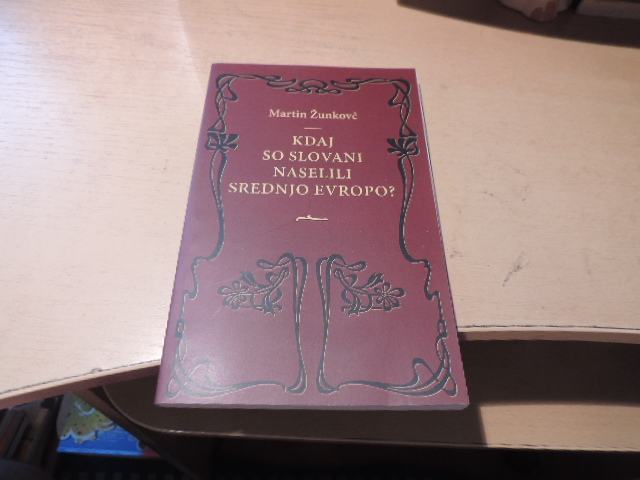 Martin Žunkovč
KDAJ
SO SLOVANI
NASELILI
SREDNJO EVROPO?